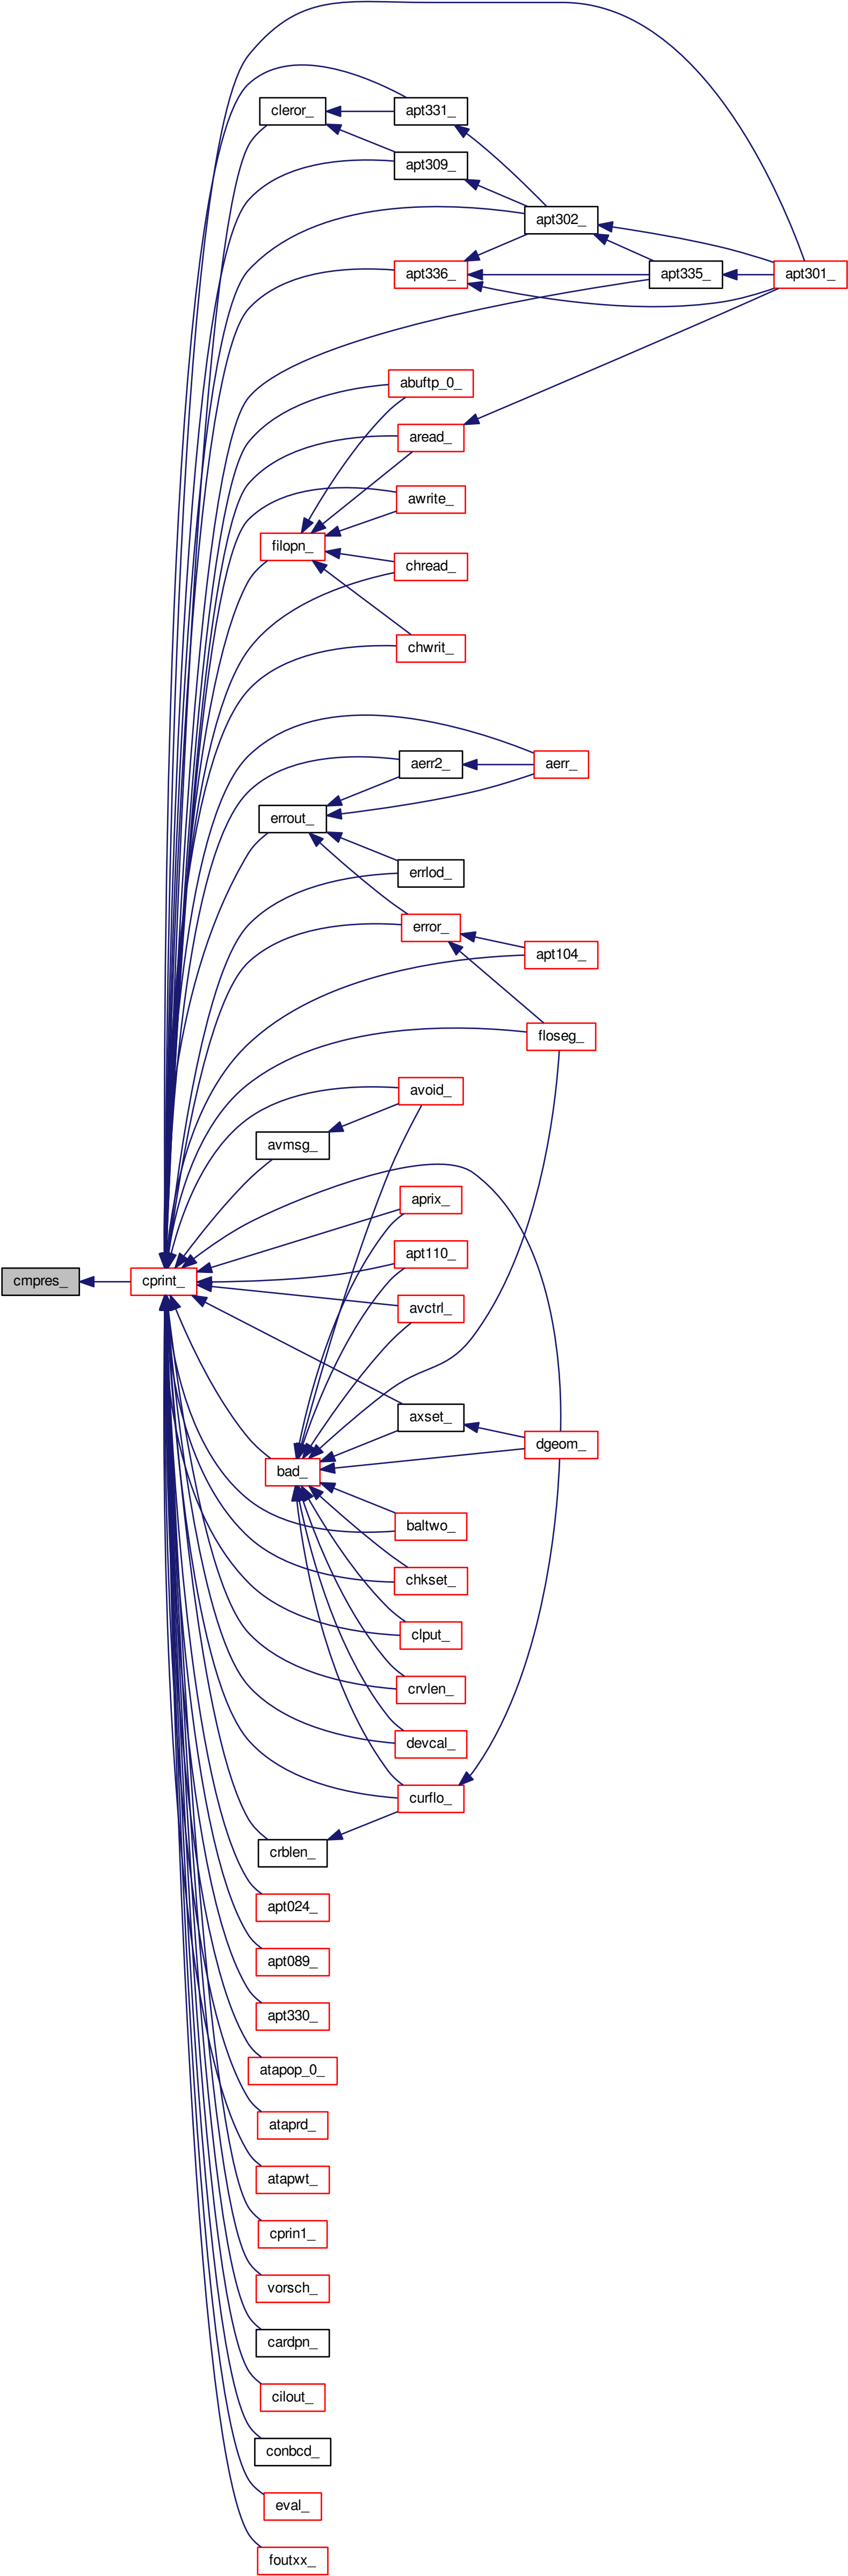 cleror_
apt331_
apt309_
apt302_
apt336_
apt335_
apt301_
abuftp_0_
aread_
awrite_
filopn_
chread_
chwrit_
aerr2_
aerr_
errout_
errlod_
error_
apt104_
floseg_
avoid_
avmsg_
aprix_
apt110_
cmpres_
cprint_
avctrl_
axset_
dgeom_
bad_
baltwo_
chkset_
clput_
crvlen_
devcal_
curflo_
crblen_
apt024_
apt089_
apt330_
atapop_0_
ataprd_
atapwt_
cprin1_
vorsch_
cardpn_
cilout_
conbcd_
eval_
foutxx_